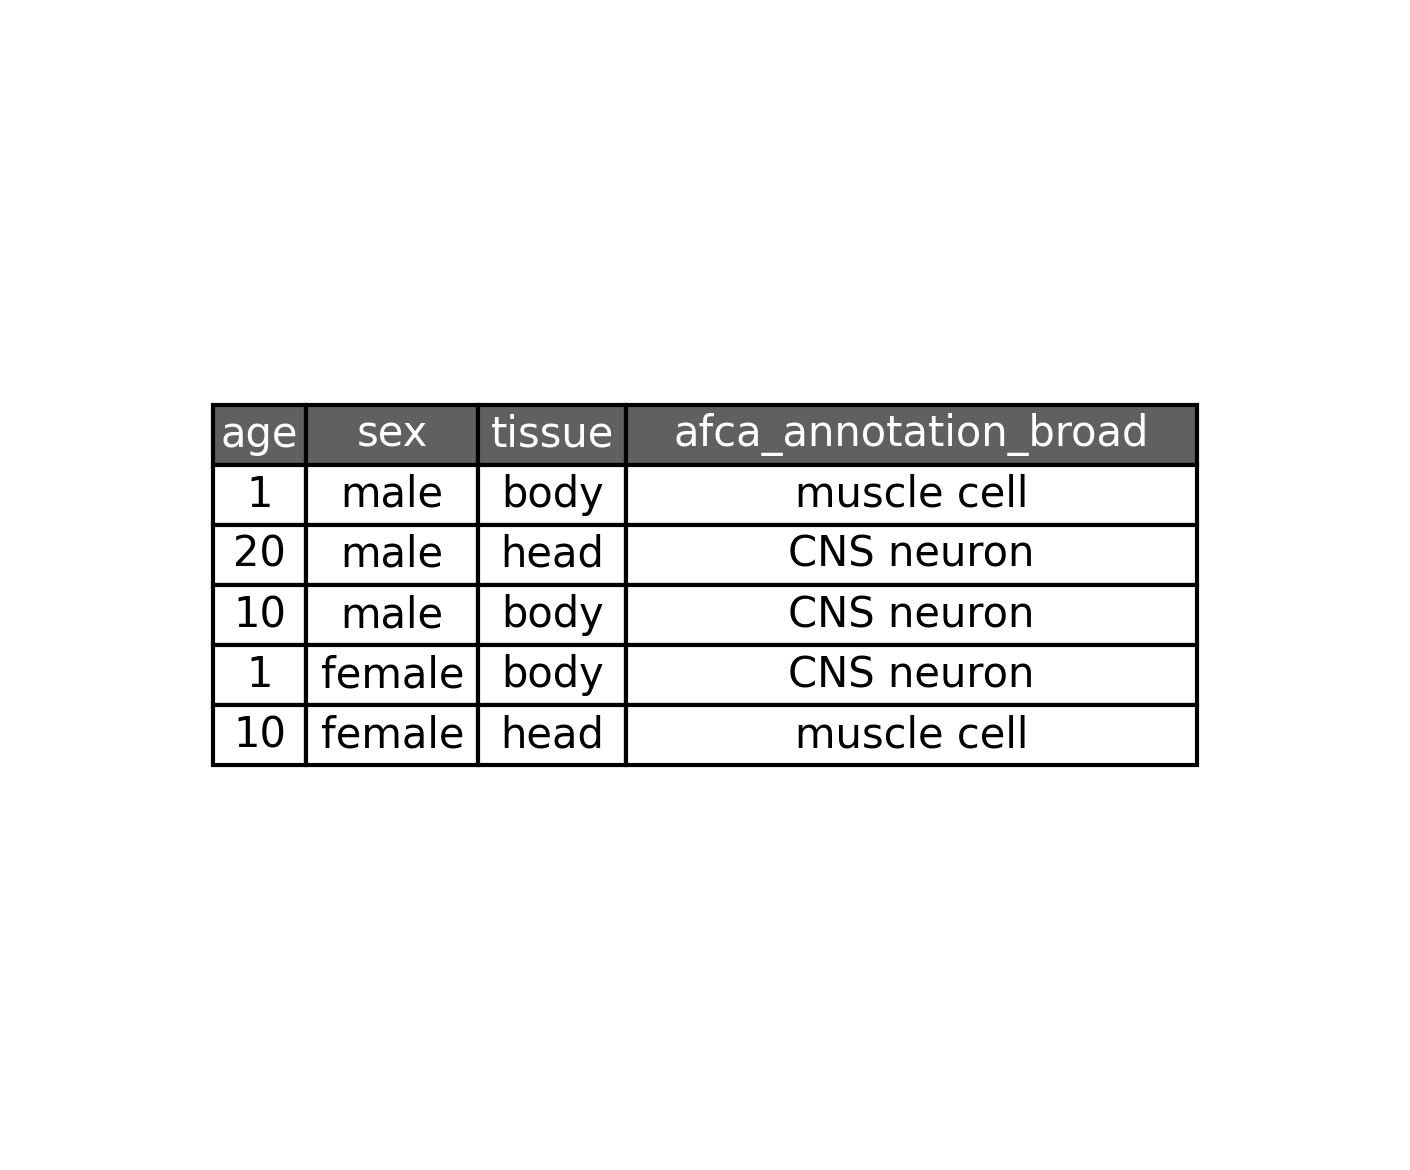 age sex tissue afca_annotation_broad
1 male body muscle cell
20 male head CNS neuron
10 male body CNS neuron
1 female body CNS neuron
10 female head muscle cell